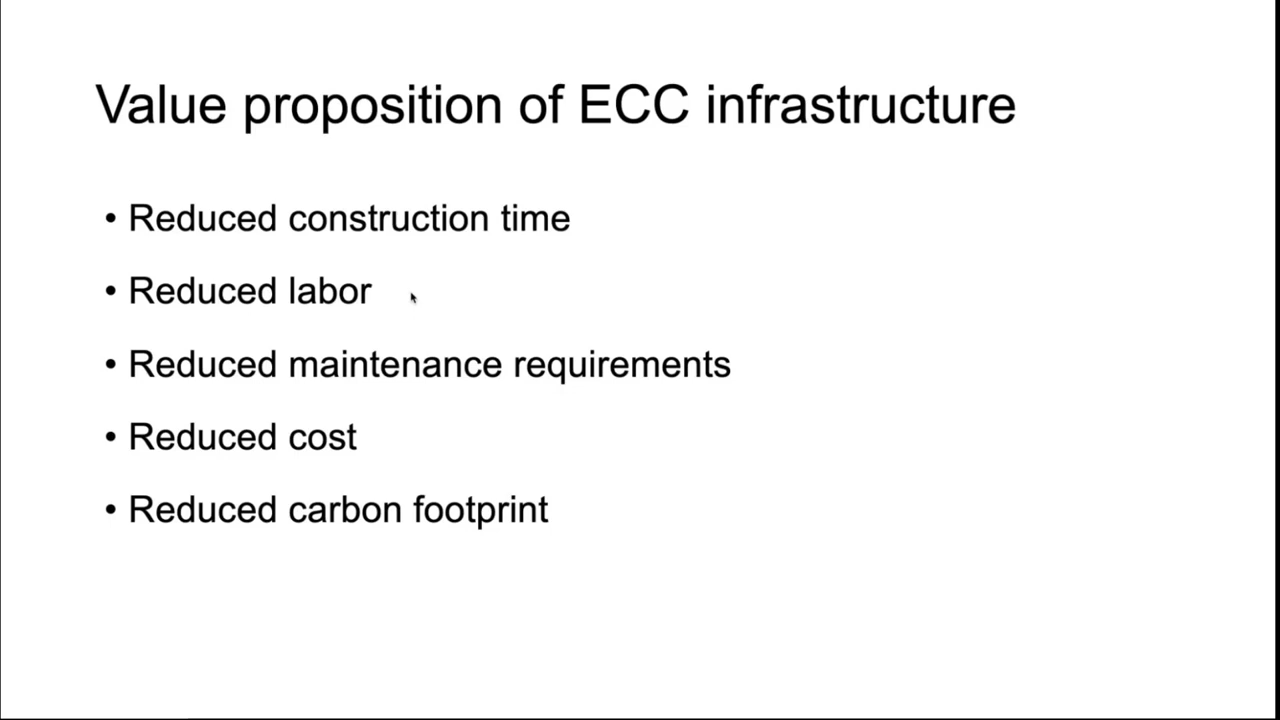 Value proposition of ECC infrastructure
• Reduced construction time
• Reduced labor
• Reduced maintenance requirements
• Reduced cost
• Reduced carbon footprint